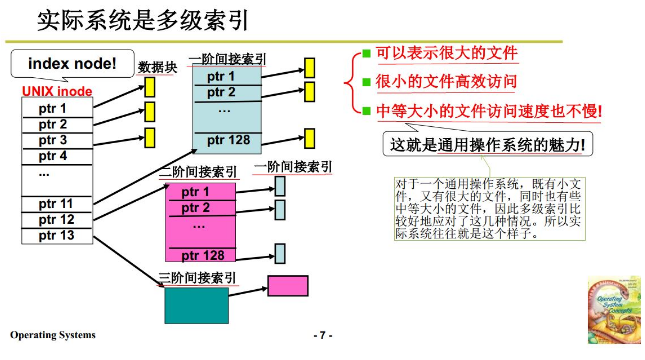 实际系统是多级索引
index node!
数据块
一阶间接索引
UNIX inode
ptr 1
ptr 2
ptr 3
ptr 4
...
ptr 11
ptr 12
ptr 13
ptr 1
ptr 2
...
ptr 128
二阶间接索引
一阶间接索引
ptr 1
ptr 2
...
ptr 128
三阶间接索引
可以表示很大的文件
很小的文件高效访问
中等大小的文件访问速度也不慢!
这就是通用操作系统的魅力!
对于一个通用操作系统，既有小文
件，又有很大的文件，同时也有些
中等大小的文件，因此多级索引比
较好地应对了这几种情况。所以实
际系统往往就是这个样子。
Operating
System
Concepts
Operating Systems
- 7 -